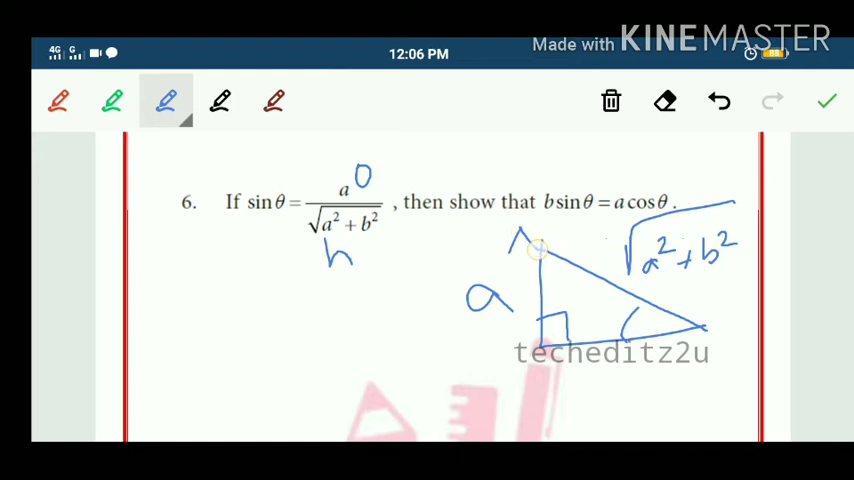 Made with KINEMASTER
4G G 12:06 PM 88
6. If sinθ = a/√(a² + b²), then show that b sinθ = a cosθ.
O
h
A
√(a² + b²)
a
techeditz2u